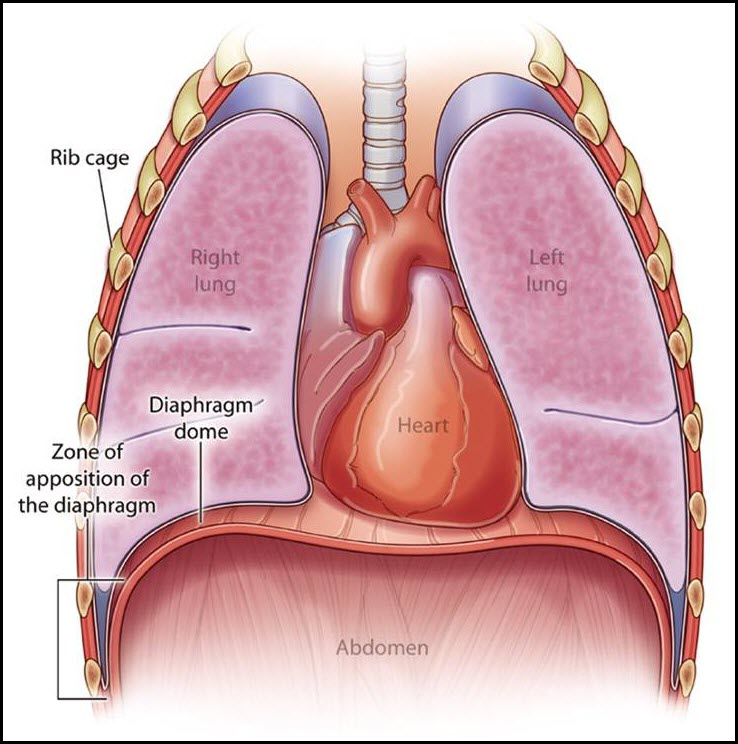 Rib cage
Right
lung
Left
lung
Diaphragm
dome
Heart
Zone of
apposition of
the diaphragm
Abdomen